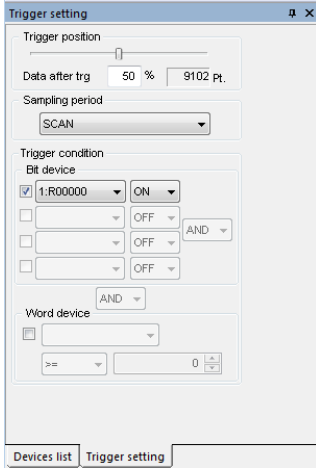 Trigger setting
Trigger position
Data after trg 50 % 9102 Pt.
Sampling period
SCAN
Trigger condition
Bit device
1:R00000 ON
OFF
OFF AND
OFF
AND
Word device
>= 0
Devices list Trigger setting